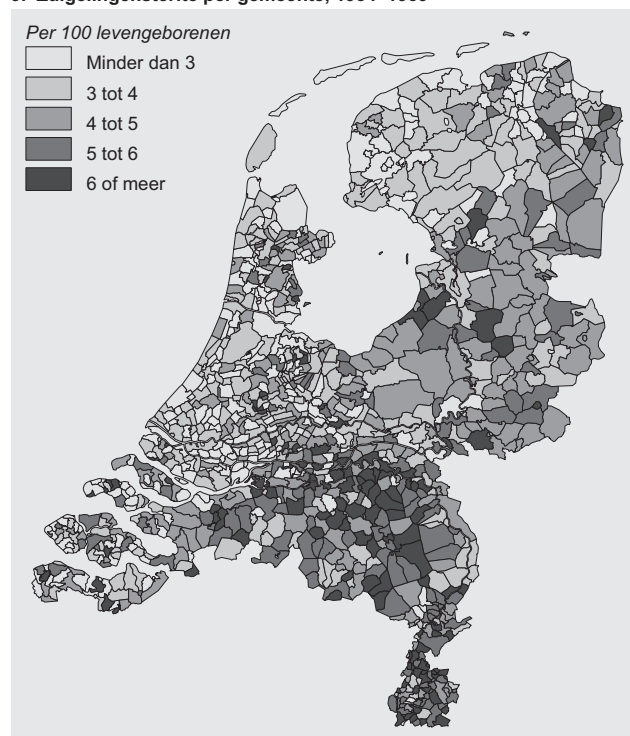 Per 100 levengeborenen
Minder dan 3
3 tot 4
4 tot 5
5 tot 6
6 of meer